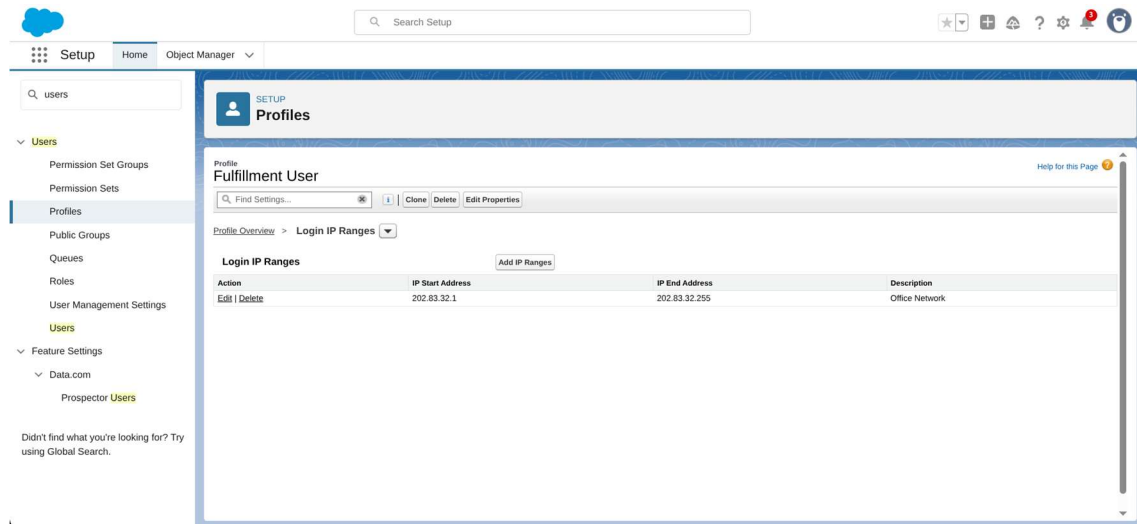 Search Setup
3
Setup
Home
Object Manager
users
Users
Permission Set Groups
Permission Sets
Profiles
Public Groups
Queues
Roles
User Management Settings
Users
Feature Settings
Data.com
Prospector Users
Didn't find what you're looking for? Try
using Global Search.
SETUP
Profiles
Profile
Fulfillment User
Help for this Page
Find Settings...
Clone Delete Edit Properties
Profile Overview > Login IP Ranges
Login IP Ranges Add IP Ranges
Action IP Start Address IP End Address Description
Edit | Delete 202.83.32.1 202.83.32.255 Office Network